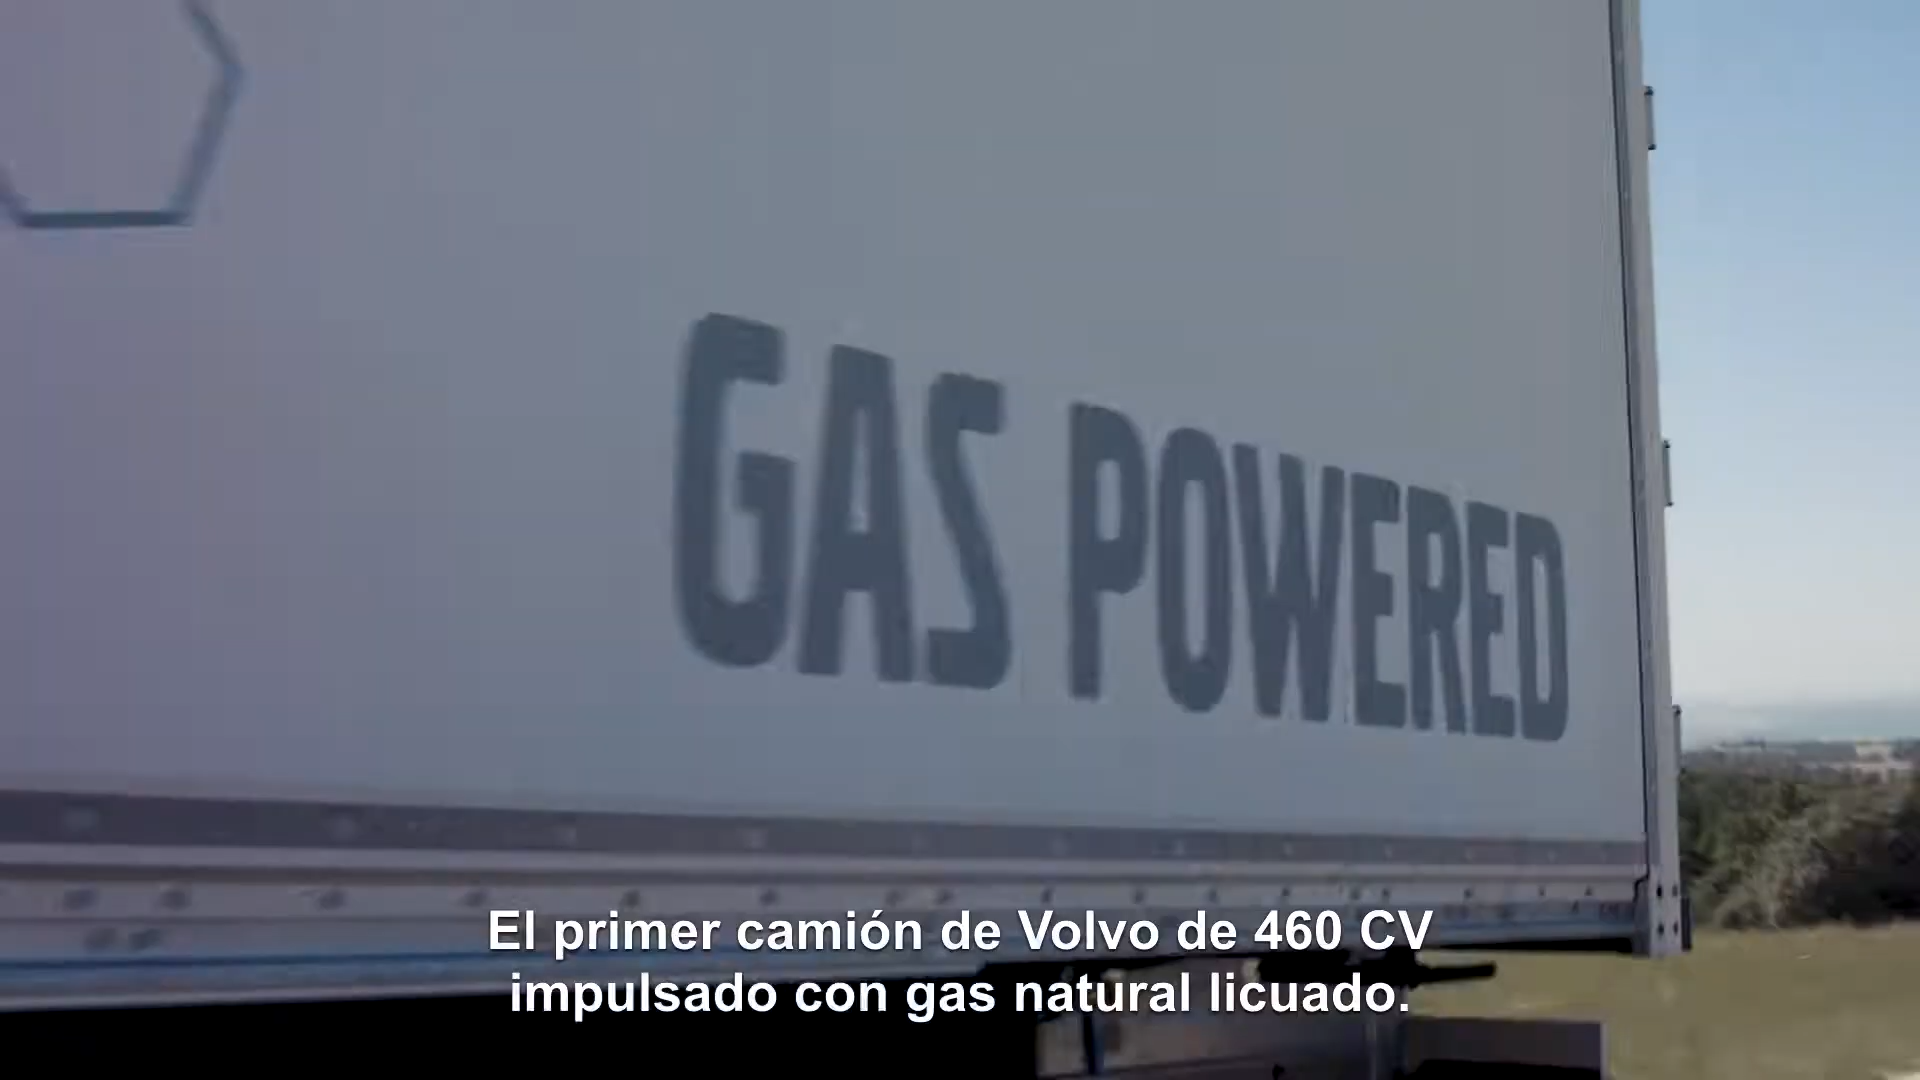 GAS POWERED
El primer camión de Volvo de 460 CV
impulsado con gas natural licuado.